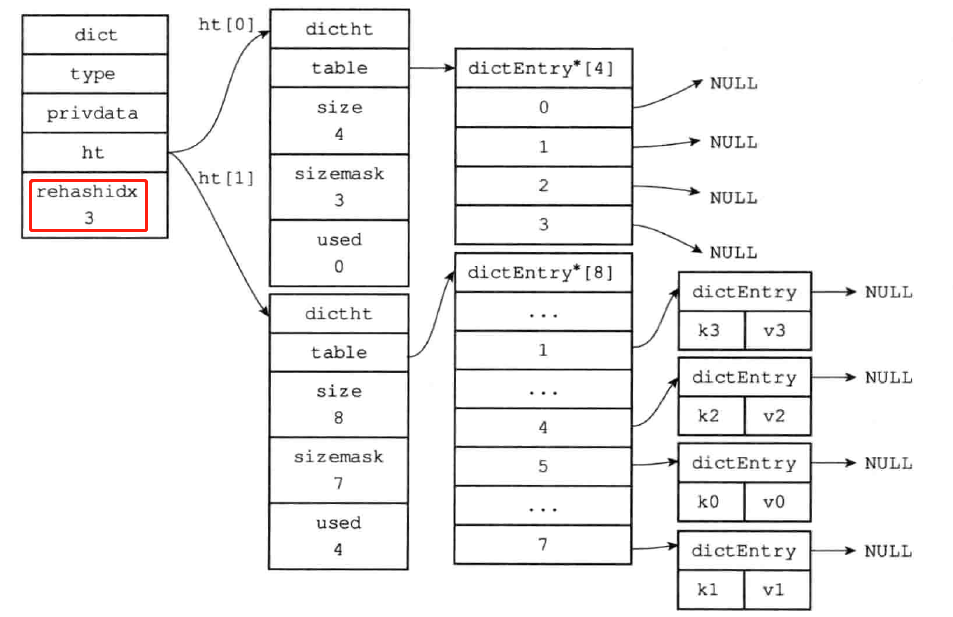 dict
type
privdata
ht
rehashidx
3
ht[0]
ht[1]
dictht
table
size
4
sizemask
3
used
0
dictht
table
size
8
sizemask
7
used
4
dictEntry*[4]
0
1
2
3
NULL
NULL
NULL
NULL
dictEntry*[8]
...
1
...
4
5
...
7
dictEntry
k3 v3
NULL
dictEntry
k2 v2
NULL
dictEntry
k0 v0
NULL
dictEntry
k1 v1
NULL